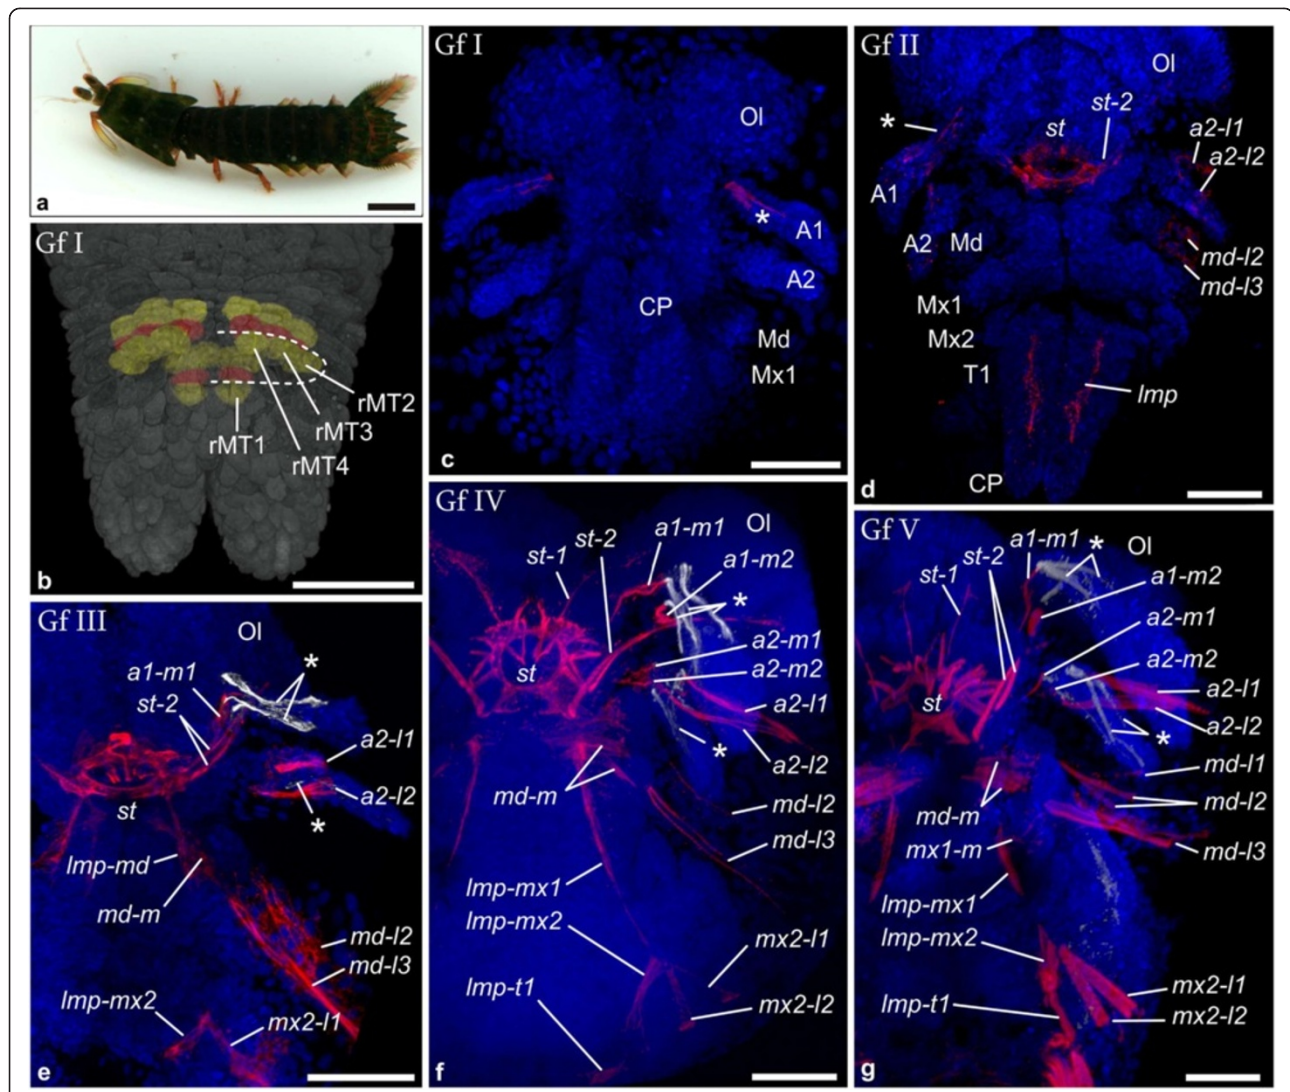 a
Gf I
rMT2
rMT3
rMT1
rMT4
b
Gf I
Ol
*
A1
A2
CP
Md
Mx1
c
Gf II
Ol
st-2
*
st
a2-l1
a2-l2
A1
A2
Md
md-l2
md-l3
Mx1
Mx2
T1
lmp
CP
d
Gf III
Ol
*
a1-m1
st-2
a2-l1
a2-l2
*
st
lmp-md
md-m
md-l2
md-l3
lmp-mx2
mx2-l1
e
Gf IV
a1-m1
Ol
st-2
a1-m2
st-1
*
a2-m1
a2-m2
st
a2-l1
*
a2-l2
md-m
md-l2
md-l3
lmp-mx1
lmp-mx2
mx2-l1
lmp-t1
mx2-l2
f
Gf V
a1-m1
*
Ol
st-2
st-1
a1-m2
a2-m1
a2-m2
a2-l1
st
a2-l2
*
md-l1
md-l2
md-m
mx1-m
md-l3
lmp-mx1
lmp-mx2
mx2-l1
lmp-t1
mx2-l2
g